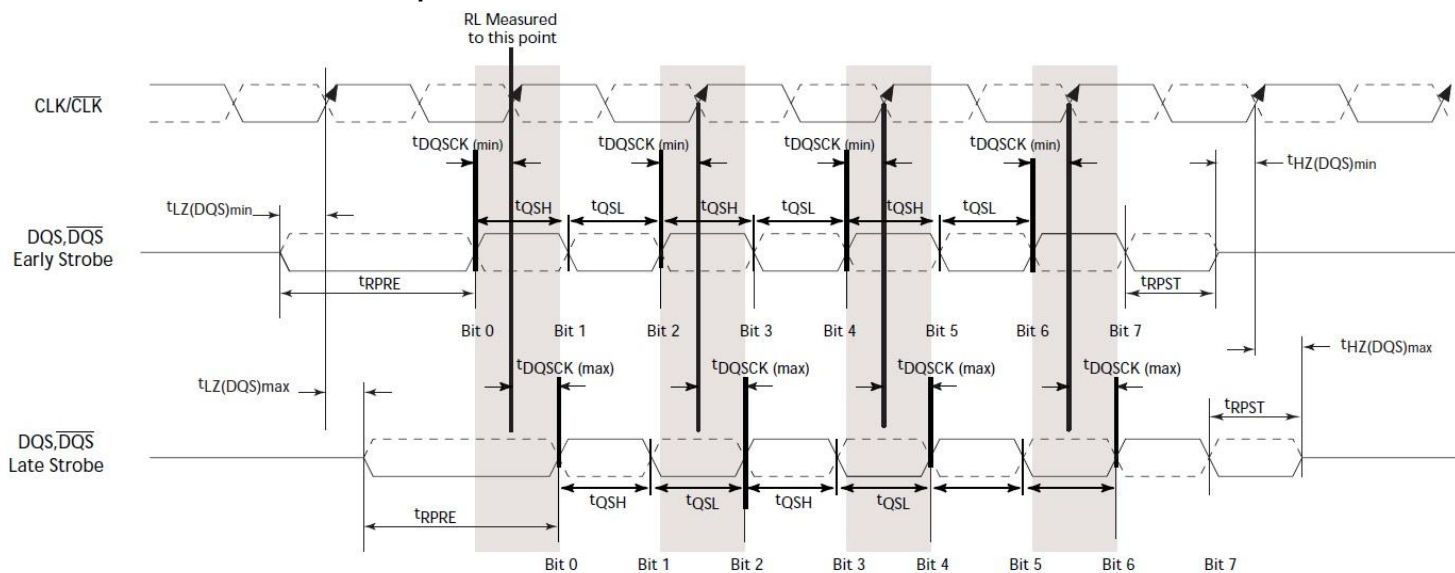 RL Measured
to this point
CLK/CLK
tDQSCK (min) tDQSCK (min) tDQSCK (min) tDQSCK (min)
tHZ(DQS)min
tLZ(DQS)min
tQSH tQSL tQSH tQSL tQSH tQSL
DQS,DQS
Early Strobe
tRPRE
tRPST
Bit 0 Bit 1 Bit 2 Bit 3 Bit 4 Bit 5 Bit 6 Bit 7
tHZ(DQS)max
tDQSCK (max) tDQSCK (max) tDQSCK (max) tDQSCK (max)
tLZ(DQS)max
tRPST
DQS,DQS
Late Strobe
tQSH tQSL tQSH tQSL
tRPRE
Bit 0 Bit 1 Bit 2 Bit 3 Bit 4 Bit 5 Bit 6 Bit 7